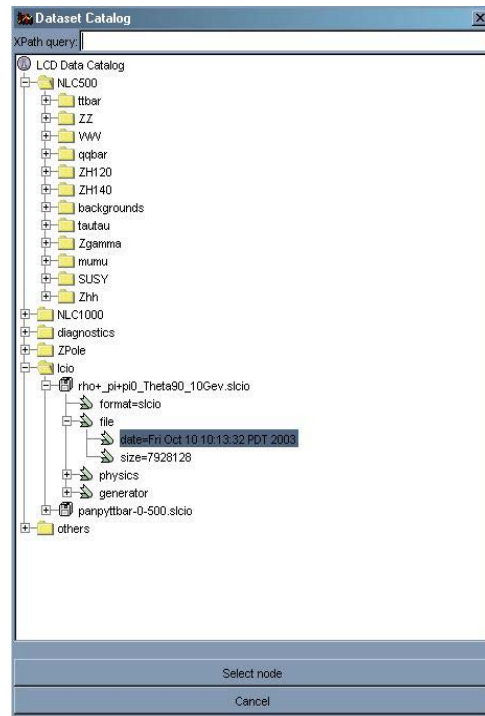 Dataset Catalog
XPath query:
LCD Data Catalog
NLC500
ttbar
ZZ
WW
qqbar
ZH120
ZH140
backgrounds
tautau
Zgamma
mumu
SUSY
Zhh
NLC1000
diagnostics
ZPole
lcio
rho+_pi+pi0_Theta90_10Gev.slcio
format=slcio
file
date=Fri Oct 10 10:13:32 PDT 2003
size=7928128
physics
generator
panpyttbar-0-500.slcio
others
Select node
Cancel